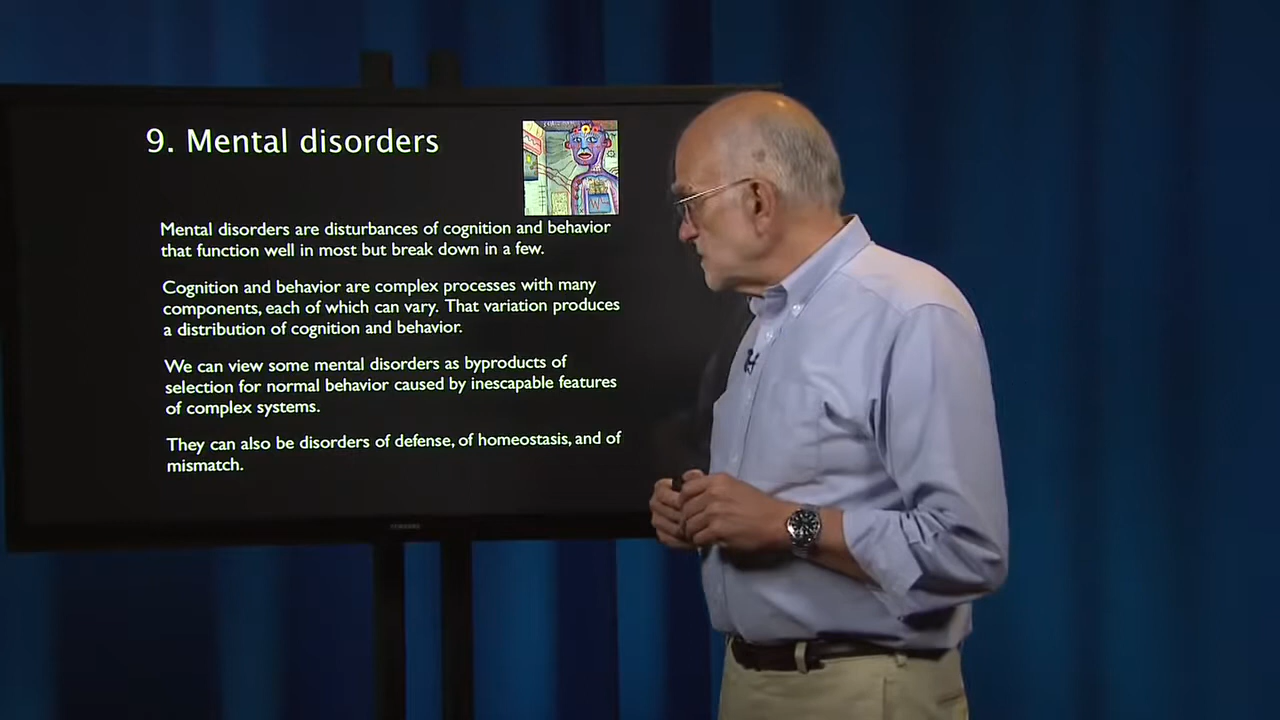 9. Mental disorders
Mental disorders are disturbances of cognition and behavior
that function well in most but break down in a few.
Cognition and behavior are complex processes with many
components, each of which can vary. That variation produces
a distribution of cognition and behavior.
We can view some mental disorders as byproducts of
selection for normal behavior caused by inescapable features
of complex systems.
They can also be disorders of defense, of homeostasis, and of
mismatch.
SAMSUNG